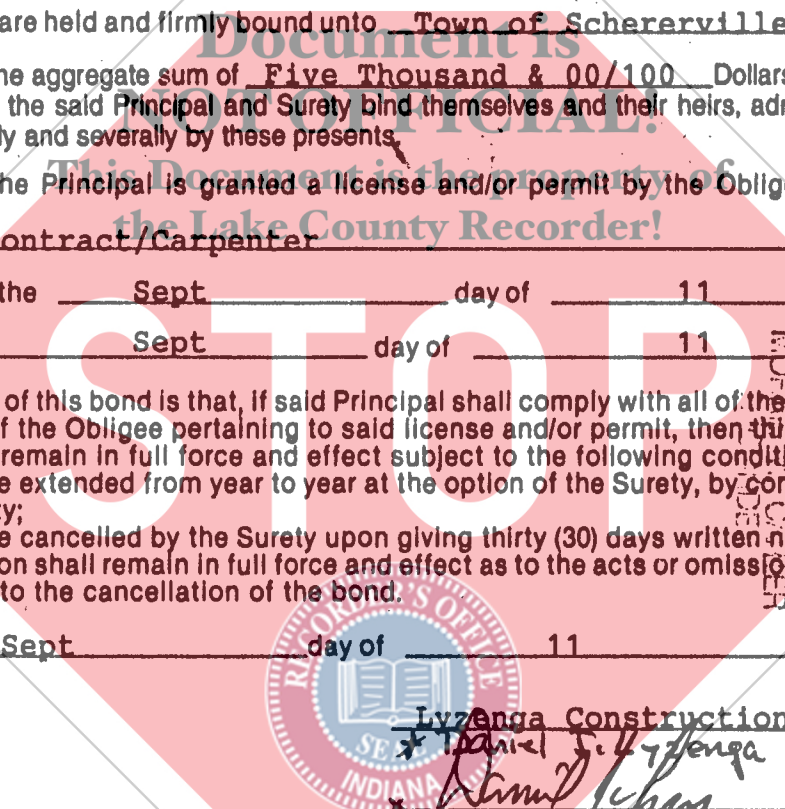 are held and firmly bound unto Town of Schererville
Document is
he aggregate sum of Five Thousand & 00/100 Dollars
the said Principal and Surety bind themselves and their heirs, adm
NOT OFFICIAL!
ly and severally by these presents.
This Document is the property of
he Principal is granted a license and/or permit by the Oblig
the Lake County Recorder!
ontract/Carpenter
the Sept day of 11
Sept day of 11
STOP
of this bond is that, if said Principal shall comply with all of the
f the Obligee pertaining to said license and/or permit, then thi
remain in full force and effect subject to the following conditi
e extended from year to year at the option of the Surety, by con
ty;
e cancelled by the Surety upon giving thirty (30) days written n
on shall remain in full force and effect as to the acts or omissio
to the cancellation of the bond.
RECORDER'S OFFICE
Sept day of 11
Lyzenga Construction
SEAL
Daniel J. Lyzenga
INDIANA